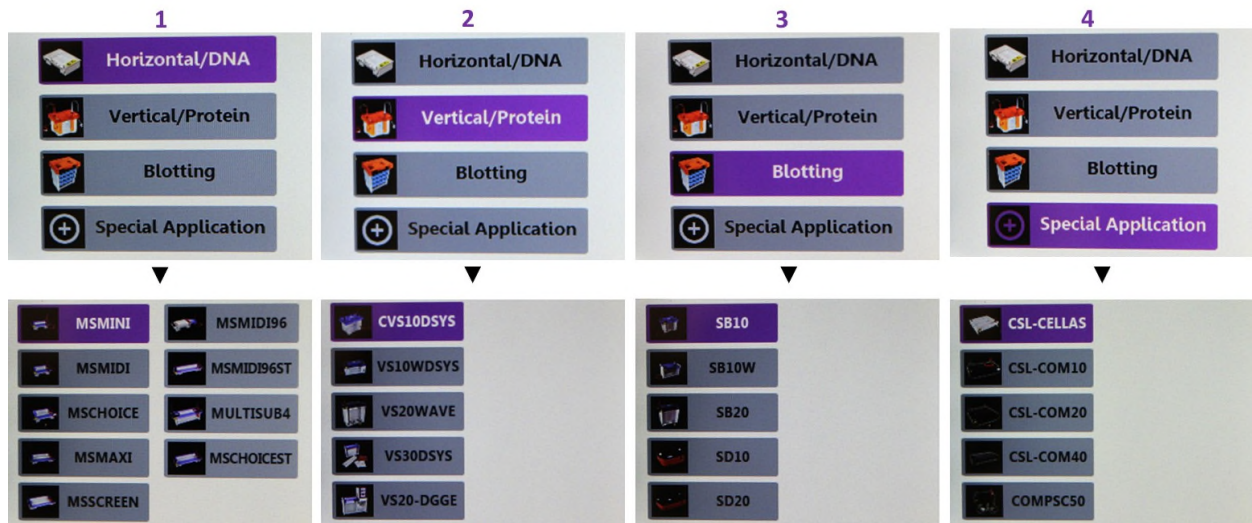 1
2
3
4
Horizontal/DNA
Vertical/Protein
Blotting
Special Application
Horizontal/DNA
Vertical/Protein
Blotting
Special Application
Horizontal/DNA
Vertical/Protein
Blotting
Special Application
Horizontal/DNA
Vertical/Protein
Blotting
Special Application
MSMINI
MSMIDI
MSCHOICE
MSMAXI
MSSCREEN
MSMIDI96
MSMIDI96ST
MULTISUB4
MSCHOICEST
CVS10DSYS
VS10WDSYS
VS20WAVE
VS30DSYS
VS20-DGGE
SB10
SB10W
SB20
SD10
SD20
CSL-CELLAS
CSL-COM10
CSL-COM20
CSL-COM40
COMPSC50